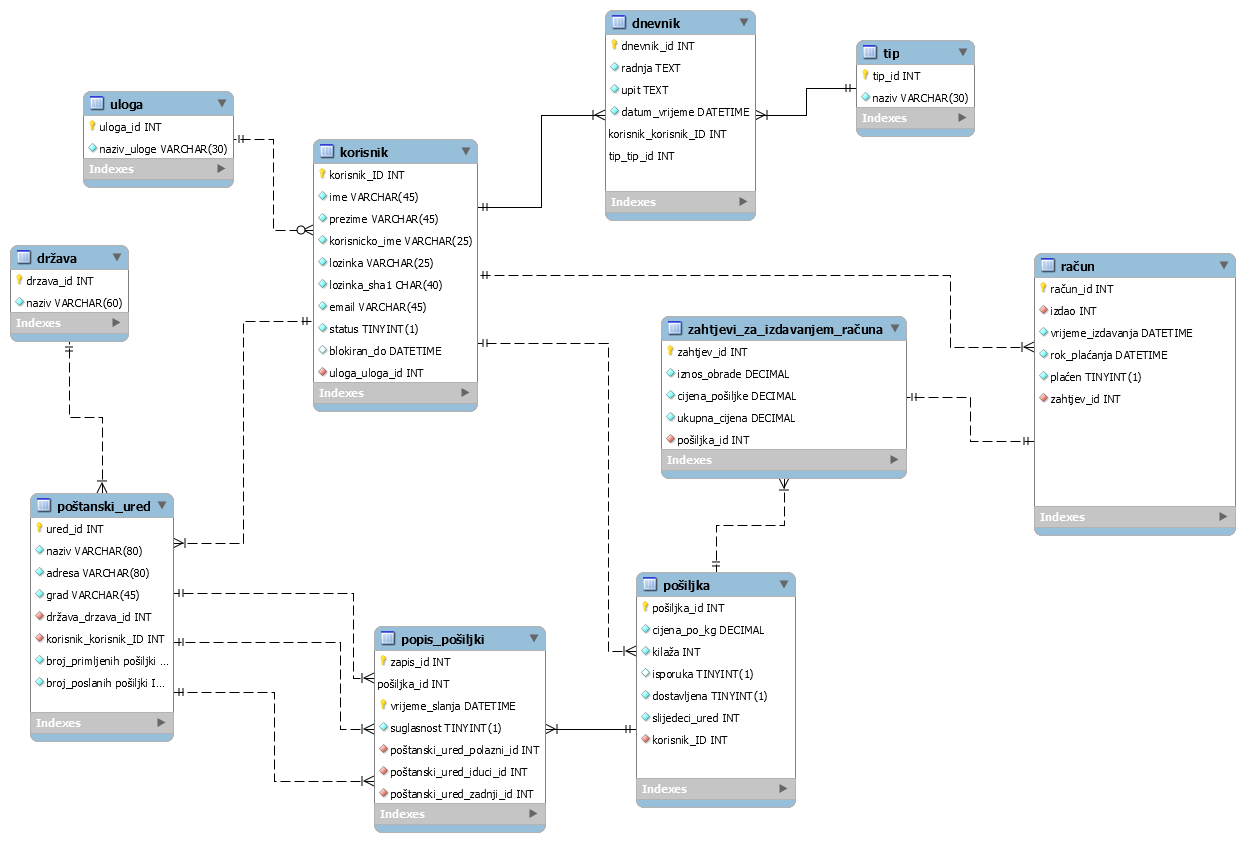 dnevnik
dnevnik_id INT
radnja TEXT
upit TEXT
datum_vrijeme DATETIME
korisnik_korisnik_ID INT
tip_tip_id INT
Indexes
tip
tip_id INT
naziv VARCHAR(30)
Indexes
uloga
uloga_id INT
naziv_uloge VARCHAR(30)
Indexes
korisnik
korisnik_ID INT
ime VARCHAR(45)
prezime VARCHAR(45)
korisnicko_ime VARCHAR(25)
lozinka VARCHAR(25)
lozinka_sha1 CHAR(40)
email VARCHAR(45)
status TINYINT(1)
blokiran_do DATETIME
uloga_uloga_id INT
Indexes
država
drzava_id INT
naziv VARCHAR(60)
Indexes
račun
račun_id INT
izdao INT
vrijeme_izdavanja DATETIME
rok_plaćanja DATETIME
plaćen TINYINT(1)
zahtjev_id INT
Indexes
zahtjevi_za_izdavanjem_računa
zahtjev_id INT
iznos_obrade DECIMAL
cijena_pošiljke DECIMAL
ukupna_cijena DECIMAL
pošiljka_id INT
Indexes
poštanski_ured
ured_id INT
naziv VARCHAR(80)
adresa VARCHAR(80)
grad VARCHAR(45)
država_drzava_id INT
korisnik_korisnik_ID INT
broj_primljenih pošiljki ...
broj_poslanih pošiljki I...
Indexes
popis_pošiljki
zapis_id INT
pošiljka_id INT
vrijeme_slanja DATETIME
suglasnost TINYINT(1)
poštanski_ured_polazni_id INT
poštanski_ured_iduci_id INT
poštanski_ured_zadnji_id INT
Indexes
pošiljka
pošiljka_id INT
cijena_po_kg DECIMAL
kilaža INT
isporuka TINYINT(1)
dostavljena TINYINT(1)
slijedeci_ured INT
korisnik_ID INT
Indexes